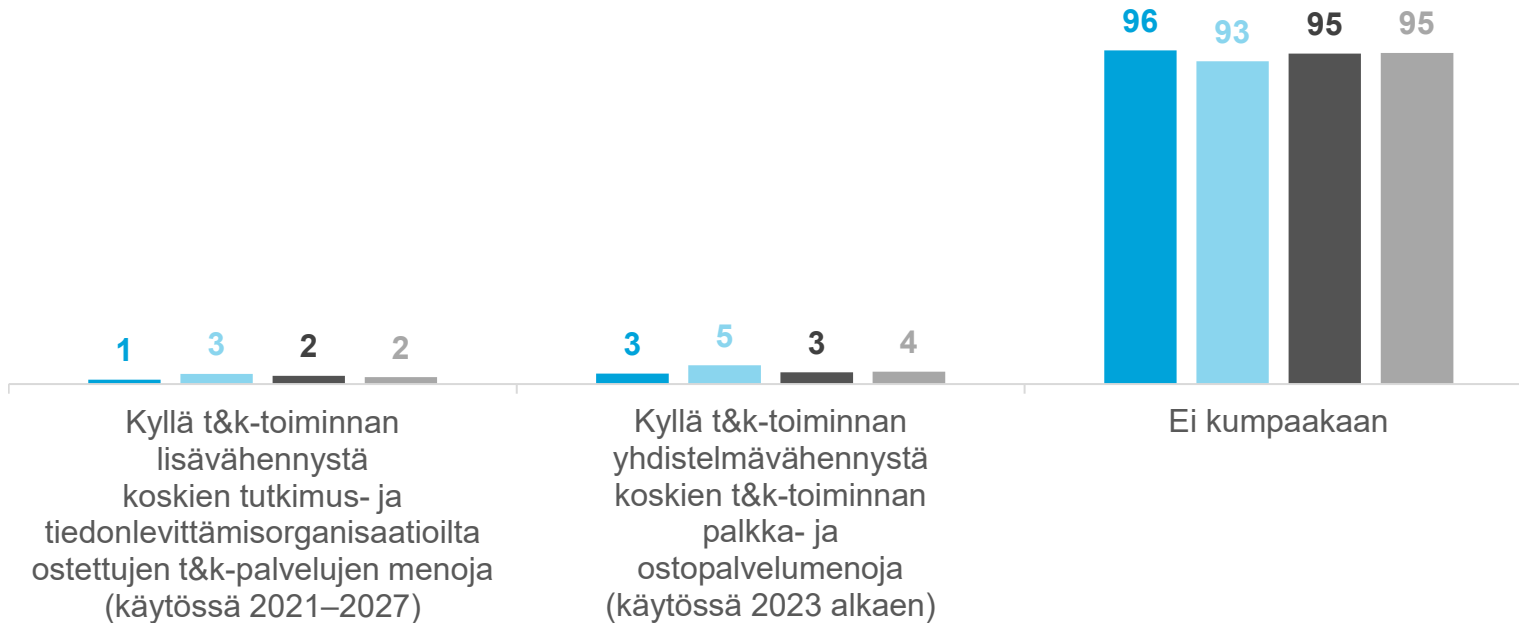 96 93 95 95
1 3 2 2
3 5 3 4
Kyllä t&k-toiminnan
lisävähennystä
koskien tutkimus- ja
tiedonlevittämisorganisaatioilta
ostettujen t&k-palvelujen menoja
(käytössä 2021–2027)
Kyllä t&k-toiminnan
yhdistelmävähennystä
koskien t&k-toiminnan
palkka- ja
ostopalvelumenoja
(käytössä 2023 alkaen)
Ei kumpaakaan